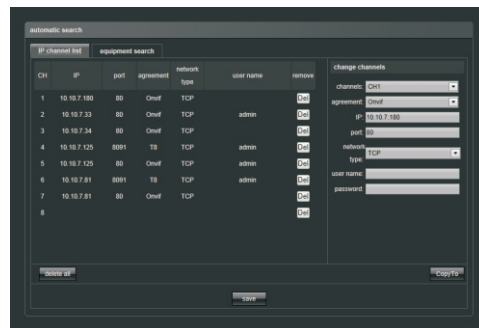 automatic search
IP channel list equipment search
CH IP port agreement network type user name remove
1 10.10.7.180 80 Onvif TCP Del
2 10.10.7.33 80 Onvif TCP admin Del
3 10.10.7.34 80 Onvif TCP Del
4 10.10.7.125 8091 T8 TCP admin Del
5 10.10.7.125 80 Onvif TCP admin Del
6 10.10.7.81 8091 T8 TCP admin Del
7 10.10.7.81 80 Onvif TCP Del
8 Del
change channels
channels: CH1
agreement: Onvif
IP: 10.10.7.180
port: 80
network type: TCP
user name:
password:
delete all CopyTo
save